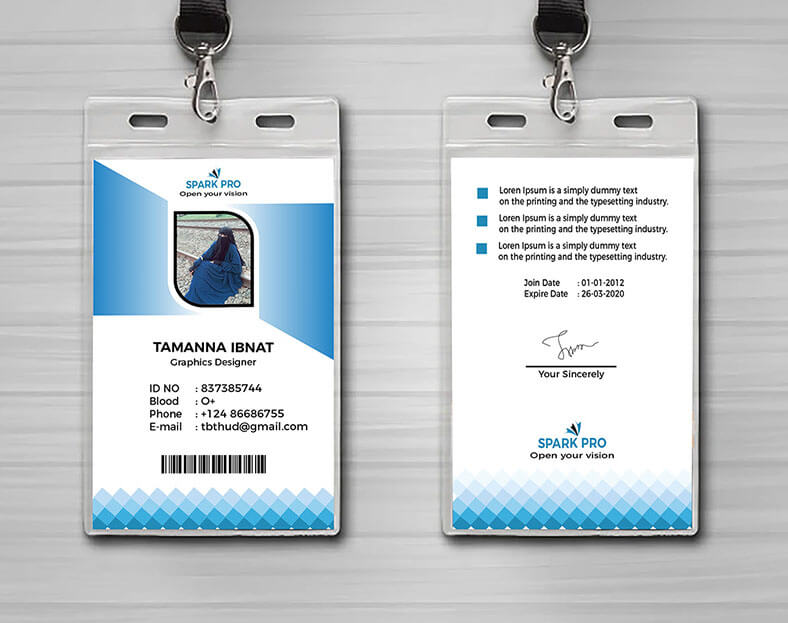 SPARK PRO
Open your vision
TAMANNA IBNAT
Graphics Designer
ID NO : 837385744
Blood : O+
Phone : +124 86686755
E-mail : tbthud@gmail.com
Loren Ipsum is a simply dummy text
on the printing and the typesetting industry.
Loren Ipsum is a simply dummy text
on the printing and the typesetting industry.
Loren Ipsum is a simply dummy text
on the printing and the typesetting industry.
Join Date : 01-01-2012
Expire Date : 26-03-2020
Your Sincerely
SPARK PRO
Open your vision